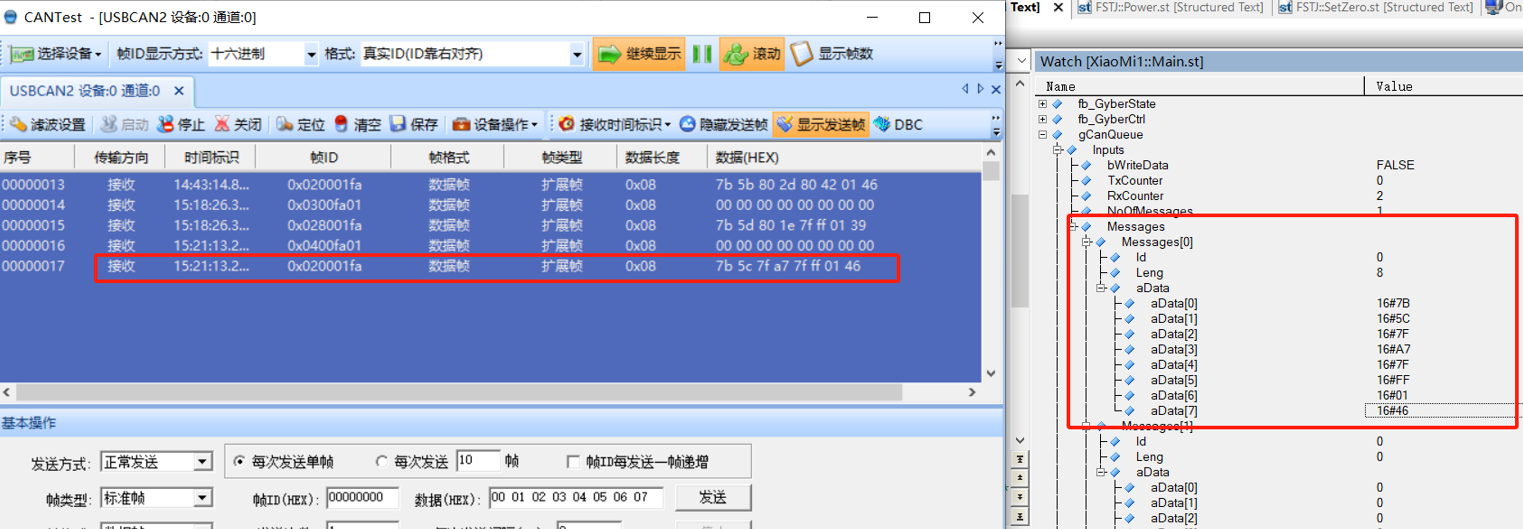 CANTest - [USBCAN2 设备:0 通道:0]
选择设备 帧ID显示方式: 十六进制 格式: 真实ID(ID靠右对齐) 继续显示 滚动 显示帧数
USBCAN2 设备:0 通道:0
滤波设置 启动 停止 关闭 定位 清空 保存 设备操作 接收时间标识 隐藏发送帧 显示发送帧 DBC
序号 传输方向 时间标识 帧ID 帧格式 帧类型 数据长度 数据(HEX)
00000013 接收 14:43:14.8... 0x020001fa 数据帧 扩展帧 0x08 7b 5b 80 2d 80 42 01 46
00000014 接收 15:18:26.3... 0x0300fa01 数据帧 扩展帧 0x08 00 00 00 00 00 00 00 00
00000015 接收 15:18:26.3... 0x028001fa 数据帧 扩展帧 0x08 7b 5d 80 1e 7f ff 01 39
00000016 接收 15:21:13.2... 0x0400fa01 数据帧 扩展帧 0x08 00 00 00 00 00 00 00 00
00000017 接收 15:21:13.2... 0x020001fa 数据帧 扩展帧 0x08 7b 5c 7f a7 7f ff 01 46
基本操作
发送方式: 正常发送 每次发送单帧 每次发送 10 帧 帧ID每发送一帧递增
帧类型: 标准帧 帧ID(HEX): 00000000 数据(HEX): 00 01 02 03 04 05 06 07 发送
Text] st FSTJ::Power.st [Structured Text] st FSTJ::SetZero.st [Structured Text] On
Watch [XiaoMi1::Main.st]
Name Value
fb_GyberState
fb_GyberCtrl
gCanQueue
Inputs
bWriteData FALSE
TxCounter 0
RxCounter 2
NoOfMessages 1
Messages
Messages[0]
Id 0
Leng 8
aData
aData[0] 16#7B
aData[1] 16#5C
aData[2] 16#7F
aData[3] 16#A7
aData[4] 16#7F
aData[5] 16#FF
aData[6] 16#01
aData[7] 16#46
Messages[1]
Id 0
Leng 0
aData
aData[0] 0
aData[1] 0
aData[2] 0